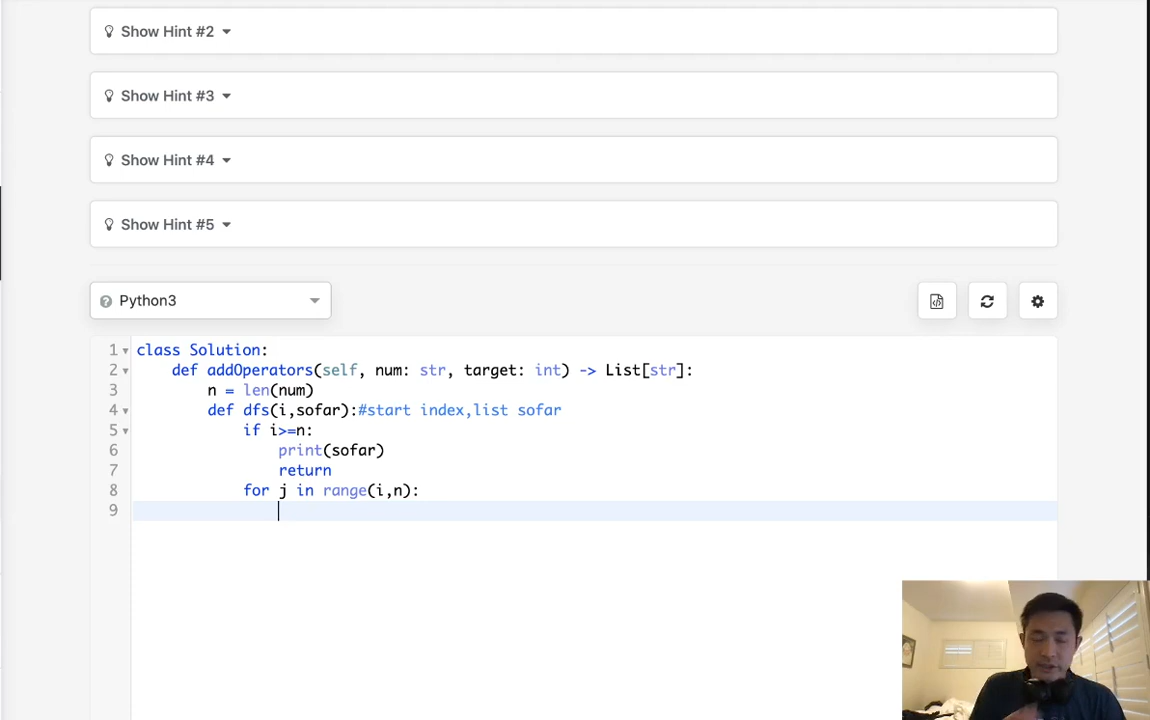 Show Hint #2
Show Hint #3
Show Hint #4
Show Hint #5
Python3
1 class Solution:
2 def addOperators(self, num: str, target: int) -> List[str]:
3 n = len(num)
4 def dfs(i,sofar):#start index,list sofar
5 if i>=n:
6 print(sofar)
7 return
8 for j in range(i,n):
9